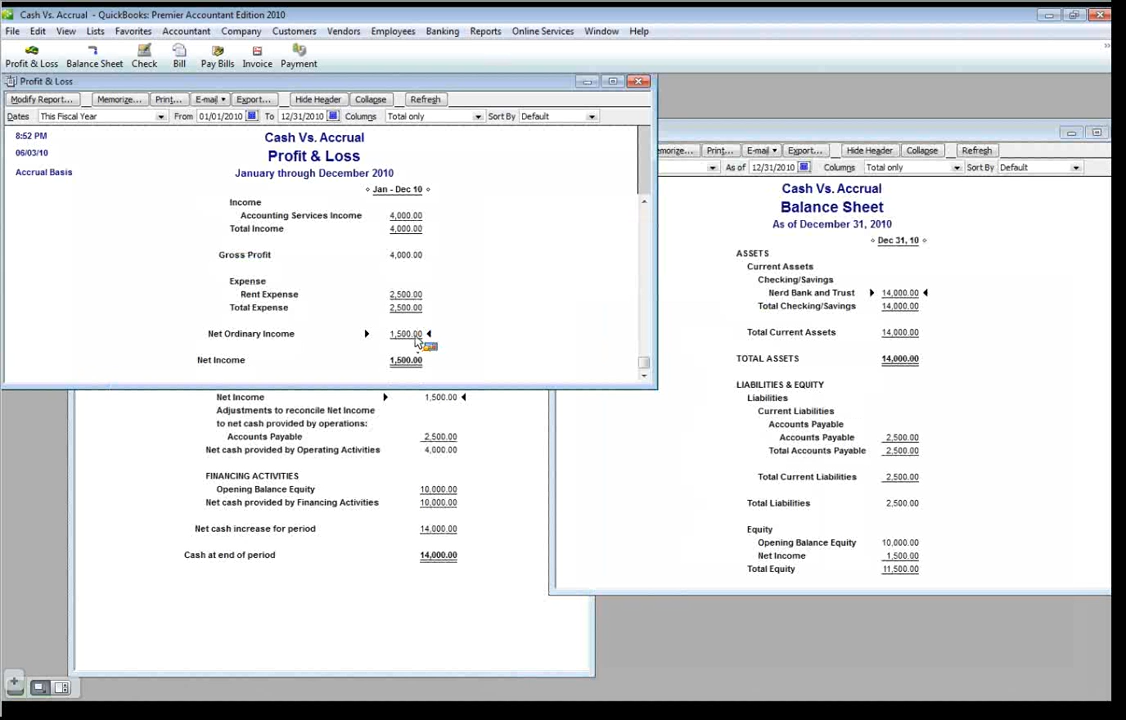 Cash Vs. Accrual - QuickBooks: Premier Accountant Edition 2010
File Edit View Lists Favorites Accountant Company Customers Vendors Employees Banking Reports Online Services Window Help
Profit & Loss Balance Sheet Check Bill Pay Bills Invoice Payment
Profit & Loss
Modify Report... Memorize... Print... E-mail Export... Hide Header Collapse Refresh
Dates This Fiscal Year From 01/01/2010 To 12/31/2010 Columns Total only Sort By Default
8:52 PM
06/03/10
Accrual Basis
Cash Vs. Accrual
Profit & Loss
January through December 2010
Jan - Dec 10
Income
Accounting Services Income 4,000.00
Total Income 4,000.00
Gross Profit 4,000.00
Expense
Rent Expense 2,500.00
Total Expense 2,500.00
Net Ordinary Income 1,500.00
Net Income 1,500.00
Net Income 1,500.00
Adjustments to reconcile Net Income
to net cash provided by operations:
Accounts Payable 2,500.00
Net cash provided by Operating Activities 4,000.00
FINANCING ACTIVITIES
Opening Balance Equity 10,000.00
Net cash provided by Financing Activities 10,000.00
Net cash increase for period 14,000.00
Cash at end of period 14,000.00
emorize... Print... E-mail Export... Hide Header Collapse Refresh
As of 12/31/2010 Columns Total only Sort By Default
Cash Vs. Accrual
Balance Sheet
As of December 31, 2010
Dec 31, 10
ASSETS
Current Assets
Checking/Savings
Nerd Bank and Trust 14,000.00
Total Checking/Savings 14,000.00
Total Current Assets 14,000.00
TOTAL ASSETS 14,000.00
LIABILITIES & EQUITY
Liabilities
Current Liabilities
Accounts Payable
Accounts Payable 2,500.00
Total Accounts Payable 2,500.00
Total Current Liabilities 2,500.00
Total Liabilities 2,500.00
Equity
Opening Balance Equity 10,000.00
Net Income 1,500.00
Total Equity 11,500.00